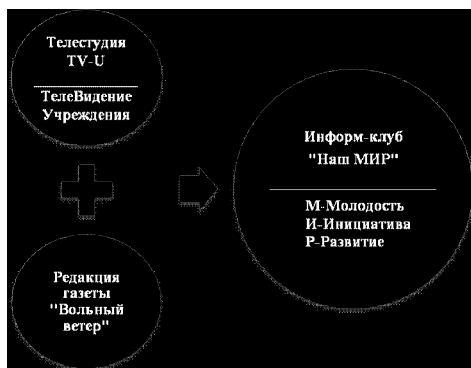 Телестудия
TV-U
ТелеВидение
Учреждения
Информ-клуб
"Наш МИР"
М-Молодость
И-Инициатива
Р-Развитие
Редакция
газеты
"Вольный
ветер"